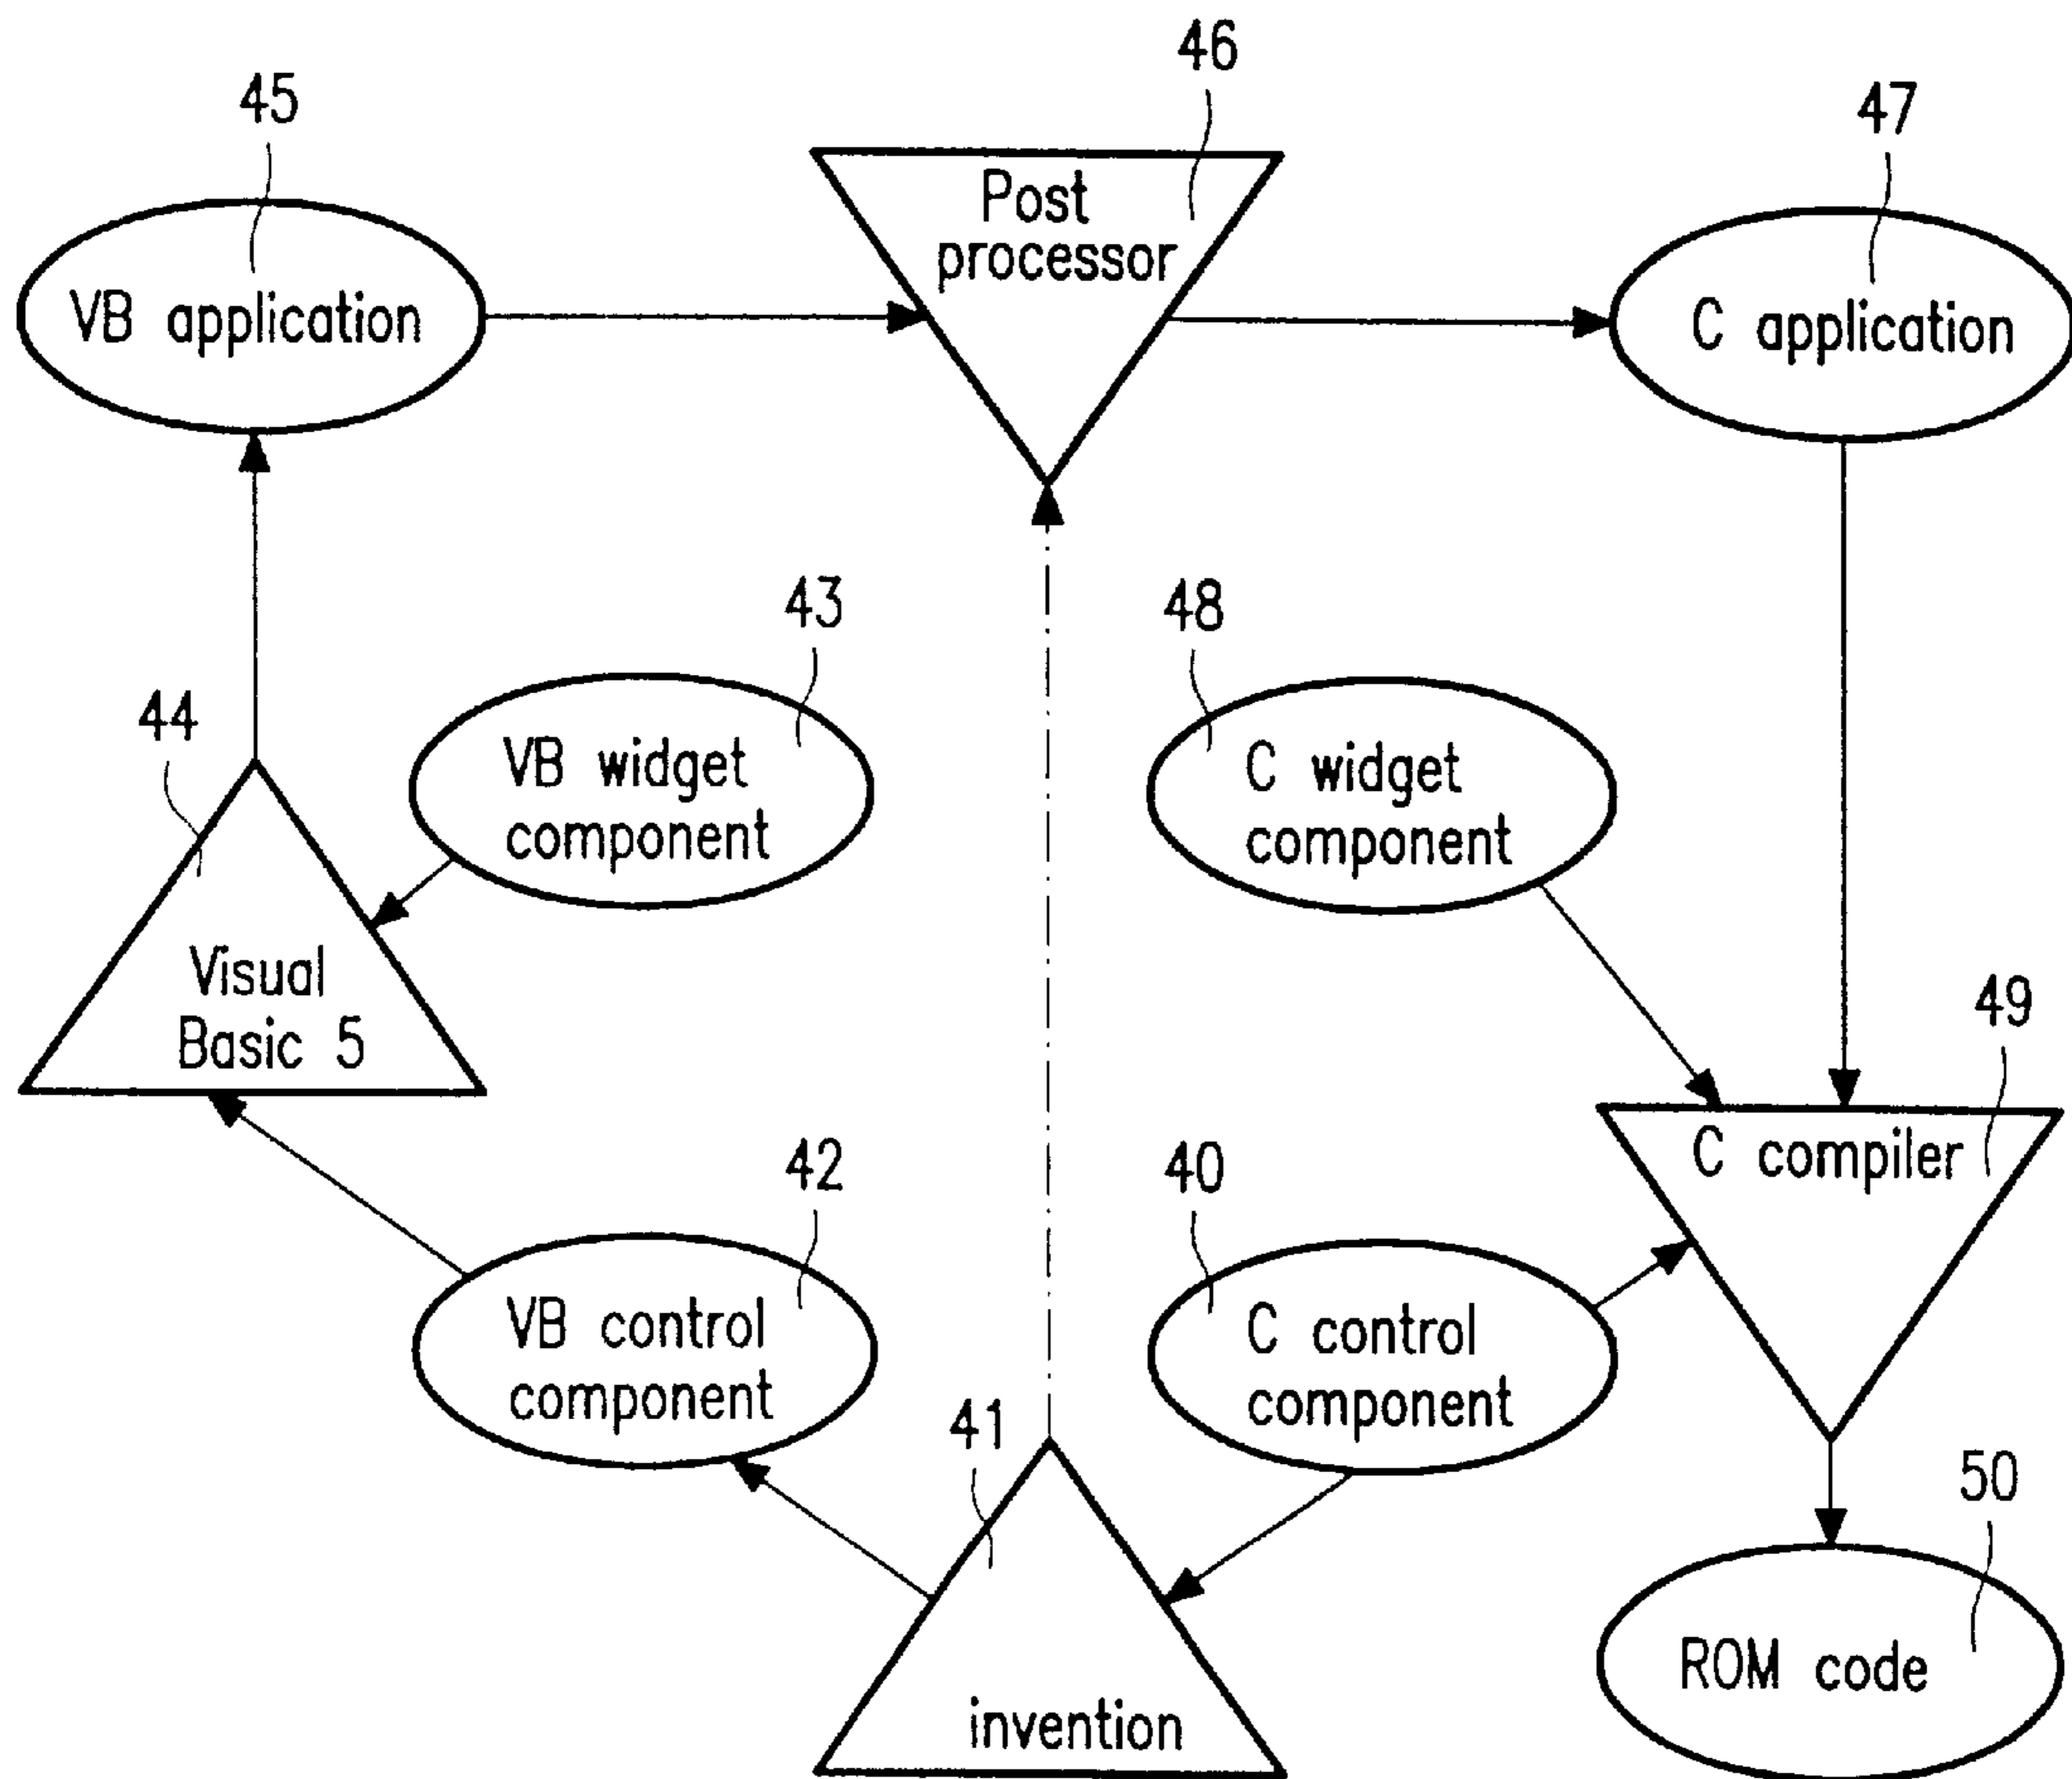 46
45
47
Post
processor
VB application
C application
43
48
44
VB widget
component
C widget
component
Visual
Basic 5
49
C compiler
42
40
VB control
component
C control
component
41
50
ROM code
invention